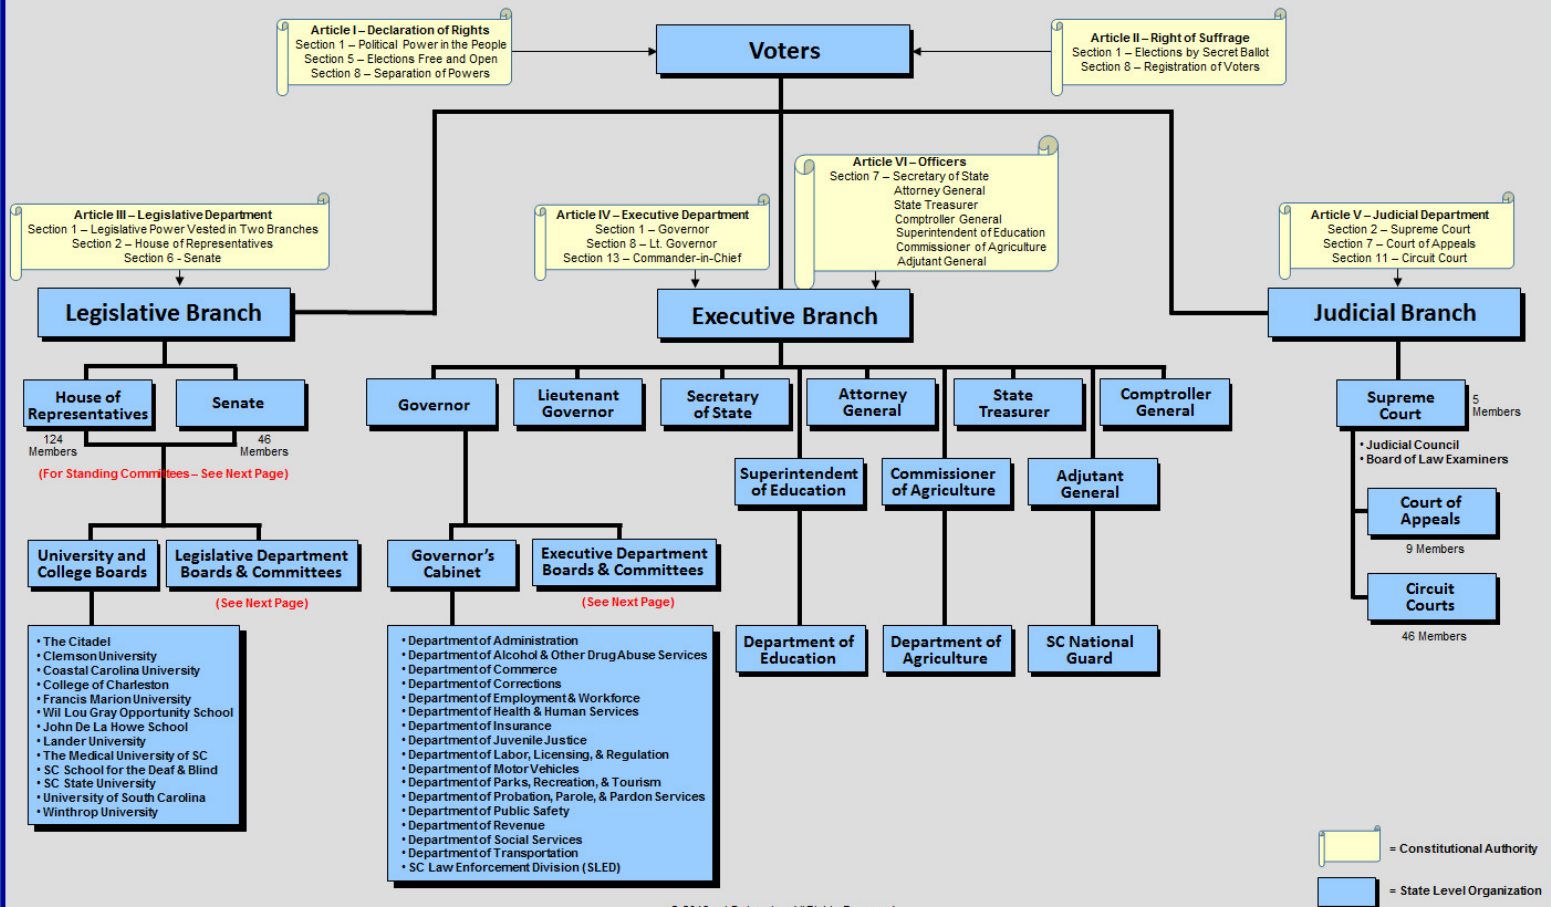 Article I – Declaration of Rights
Section 1 – Political Power in the People
Section 5 – Elections Free and Open
Section 8 – Separation of Powers
Voters
Article II – Right of Suffrage
Section 1 – Elections by Secret Ballot
Section 8 – Registration of Voters
Article III – Legislative Department
Section 1 – Legislative Power Vested in Two Branches
Section 2 – House of Representatives
Section 6 - Senate
Article IV – Executive Department
Section 1 – Governor
Section 8 – Lt. Governor
Section 13 – Commander-in-Chief
Article VI – Officers
Section 7 – Secretary of State
Attorney General
State Treasurer
Comptroller General
Superintendent of Education
Commissioner of Agriculture
Adjutant General
Article V – Judicial Department
Section 2 – Supreme Court
Section 7 – Court of Appeals
Section 11 – Circuit Court
Legislative Branch
Executive Branch
Judicial Branch
House of
Representatives
124
Members
Senate
46
Members
(For Standing Committees – See Next Page)
Governor
Lieutenant
Governor
Secretary
of State
Attorney
General
State
Treasurer
Comptroller
General
Superintendent
of Education
Commissioner
of Agriculture
Adjutant
General
Supreme
Court
5
Members
• Judicial Council
• Board of Law Examiners
Court of
Appeals
9 Members
Circuit
Courts
46 Members
University and
College Boards
Legislative Department
Boards & Committees
(See Next Page)
Governor's
Cabinet
Executive Department
Boards & Committees
(See Next Page)
Department of
Education
Department of
Agriculture
SC National
Guard
• The Citadel
• Clemson University
• Coastal Carolina University
• College of Charleston
• Francis Marion University
• Wil Lou Gray Opportunity School
• John De La Howe School
• Lander University
• The Medical University of SC
• SC School for the Deaf & Blind
• SC State University
• University of South Carolina
• Winthrop University
• Department of Administration
• Department of Alcohol & Other Drug Abuse Services
• Department of Commerce
• Department of Corrections
• Department of Employment & Workforce
• Department of Health & Human Services
• Department of Insurance
• Department of Juvenile Justice
• Department of Labor, Licensing, & Regulation
• Department of Motor Vehicles
• Department of Parks, Recreation, & Tourism
• Department of Probation, Parole, & Pardon Services
• Department of Public Safety
• Department of Revenue
• Department of Social Services
• Department of Transportation
• SC Law Enforcement Division (SLED)
= Constitutional Authority
= State Level Organization